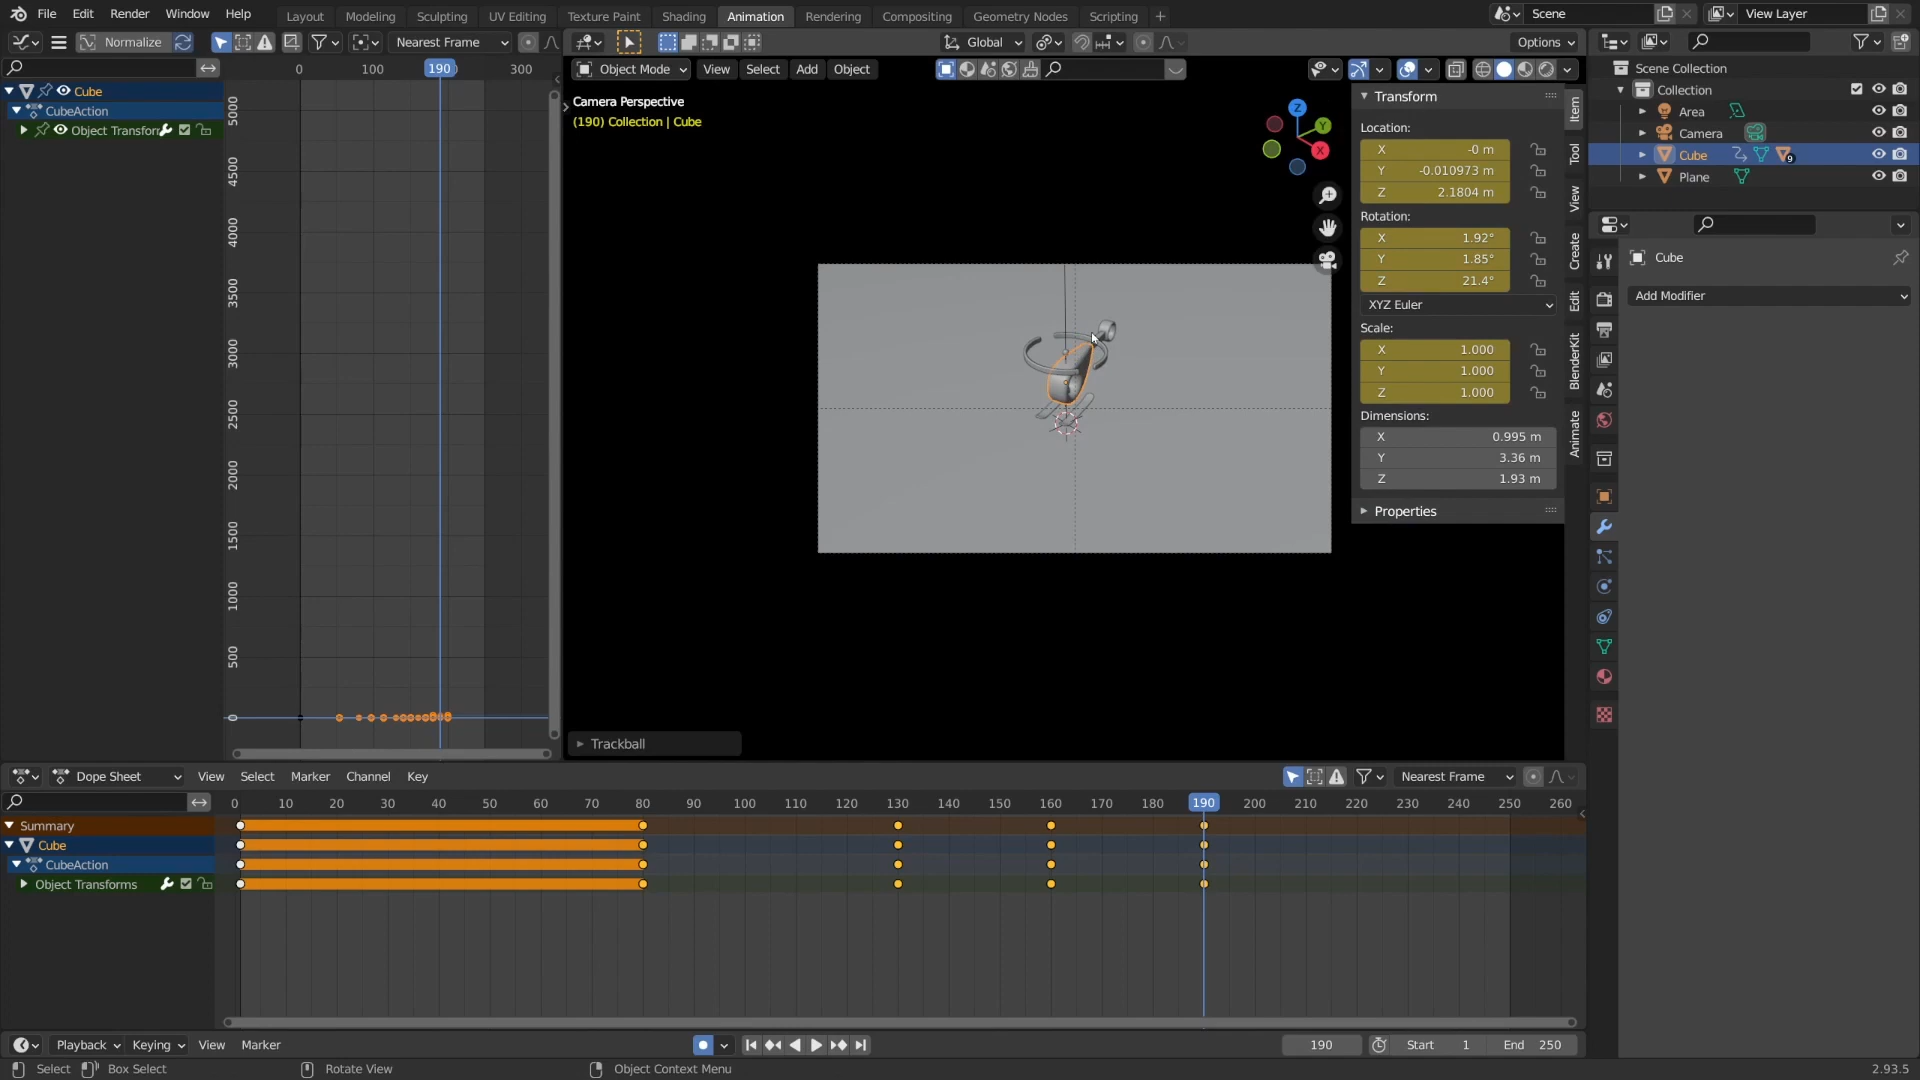 File Edit Render Window Help Layout Modeling Sculpting UV Editing Texture Paint Shading Animation Rendering Compositing Geometry Nodes Scripting + Scene View Layer
Normalize Nearest Frame Global Options
0 100 190 300 Object Mode View Select Add Object Scene Collection
Camera Perspective
(190) Collection | Cube
Cube
CubeAction
Object Transfor
5000
4500
4000
3500
3000
2500
2000
1500
1000
500
0
Z
Y
X
Transform
Location:
X -0 m
Y -0.010973 m
Z 2.1804 m
Rotation:
X 1.92°
Y 1.85°
Z 21.4°
XYZ Euler
Scale:
X 1.000
Y 1.000
Z 1.000
Dimensions:
X 0.995 m
Y 3.36 m
Z 1.93 m
Properties
Item
Tool
View
Create
Edit
BlenderKit
Animate
Collection
Area
Camera
Cube 9
Plane
Cube
Add Modifier
Trackball
Dope Sheet View Select Marker Channel Key Nearest Frame
0 10 20 30 40 50 60 70 80 90 100 110 120 130 140 150 160 170 180 190 200 210 220 230 240 250 260
Summary
Cube
CubeAction
Object Transforms
Playback Keying View Marker 190 Start 1 End 250
Select Box Select Rotate View Object Context Menu 2.93.5